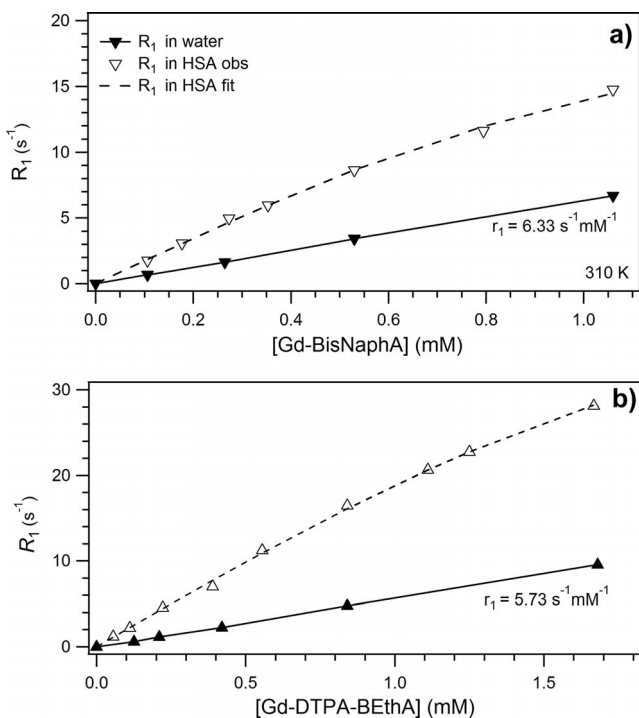 20
15
10
5
0
R₁ (s⁻¹)
R₁ in water
R₁ in HSA obs
R₁ in HSA fit
a)
r₁ = 6.33 s⁻¹mM⁻¹
310 K
0.0 0.2 0.4 0.6 0.8 1.0
[Gd-BisNaphA] (mM)
30
20
10
0
R₁ (s⁻¹)
b)
r₁ = 5.73 s⁻¹mM⁻¹
0.0 0.5 1.0 1.5
[Gd-DTPA-BEthA] (mM)